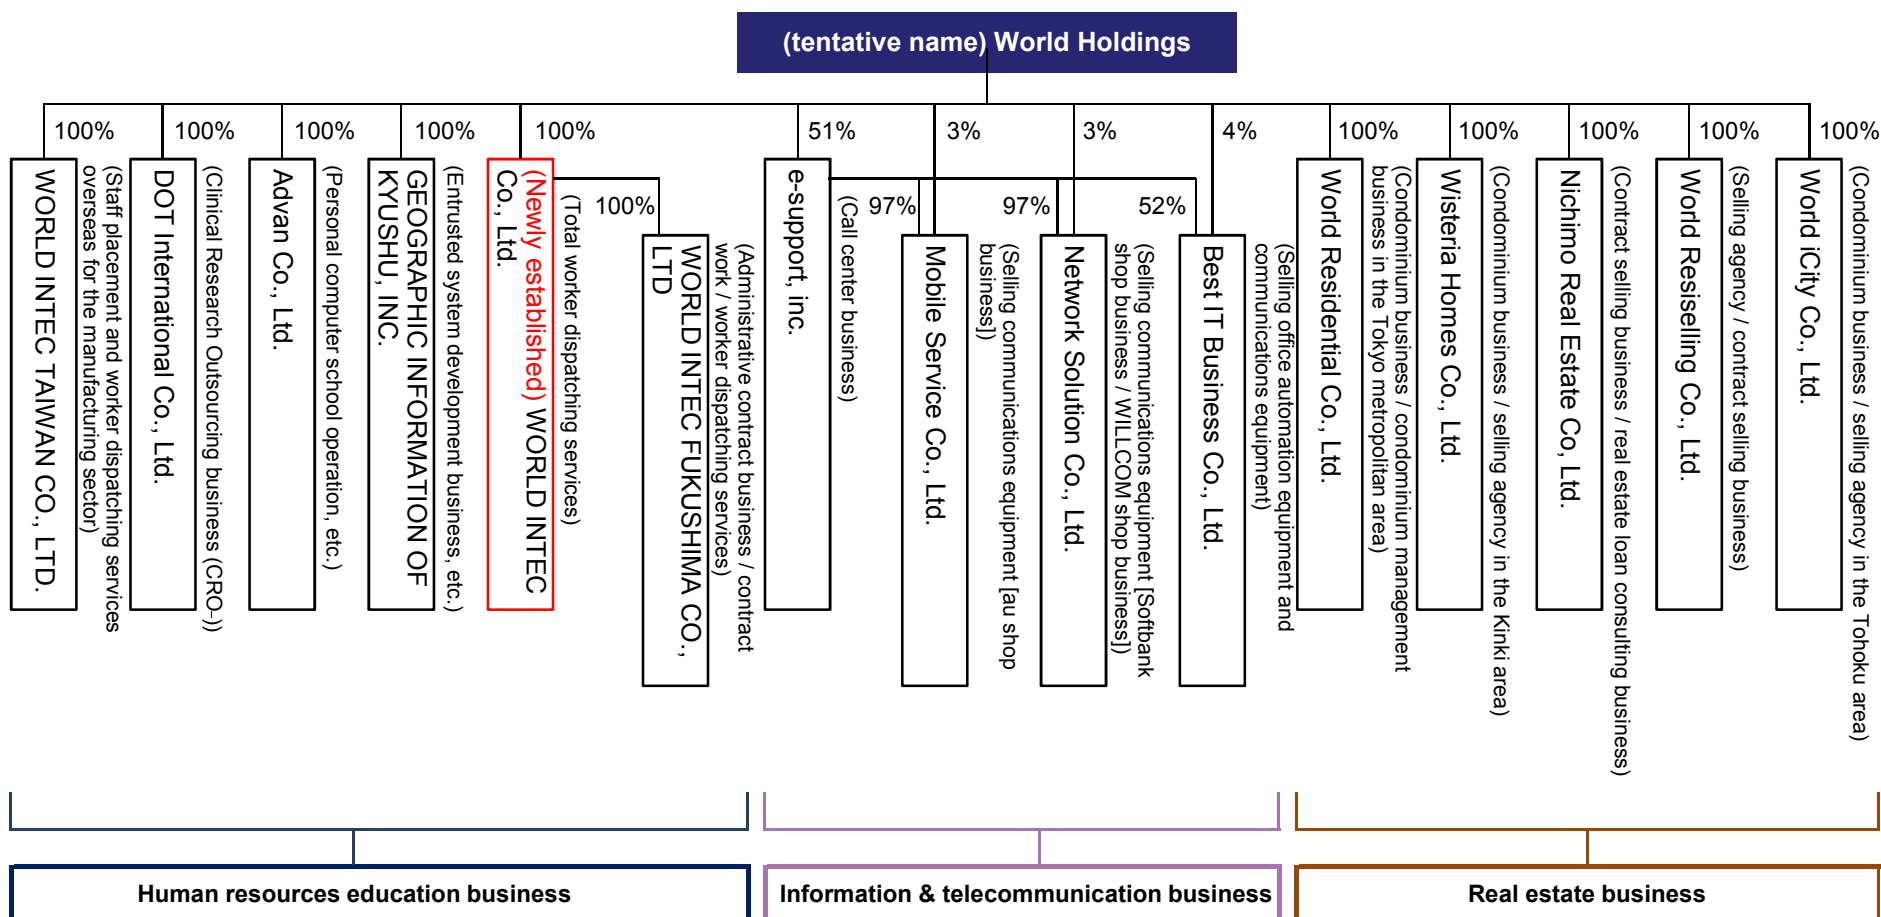 (tentative name) World Holdings
100%
WORLD INTEC TAIWAN CO., LTD.
(Staff placement and worker dispatching services
overseas for the manufacturing sector)
100%
DOT International Co., Ltd.
(Clinical Research Outsourcing business (CRO-))
100%
Advan Co., Ltd.
(Personal computer school operation, etc.)
100%
GEOGRAPHIC INFORMATION OF
KYUSHU, INC.
(Entrusted system development business, etc.)
100%
(Newly established) WORLD INTEC
Co., Ltd.
(Total worker dispatching services)
100%
WORLD INTEC FUKUSHIMA CO.,
LTD
(Administrative contract business / contract
work / worker dispatching services)
51%
e-support, inc.
(Call center business)
3%
97%
Mobile Service Co., Ltd.
(Selling communications equipment [au shop
business])
3%
97%
Network Solution Co., Ltd.
(Selling communications equipment [Softbank
shop business / WILLCOM shop business])
4%
52%
Best IT Business Co., Ltd.
(Selling office automation equipment and
communications equipment)
100%
World Residential Co., Ltd.
(Condominium business / condominium management
business in the Tokyo metropolitan area)
100%
Wisteria Homes Co., Ltd.
(Condominium business / selling agency in the Kinki area)
100%
Nichimo Real Estate Co, Ltd.
(Contract selling business / real estate loan consulting business)
100%
World Resiselling Co., Ltd.
(Selling agency / contract selling business)
100%
World iCity Co., Ltd.
(Condominium business / selling agency in the Tohoku area)
Human resources education business
Information & telecommunication business
Real estate business